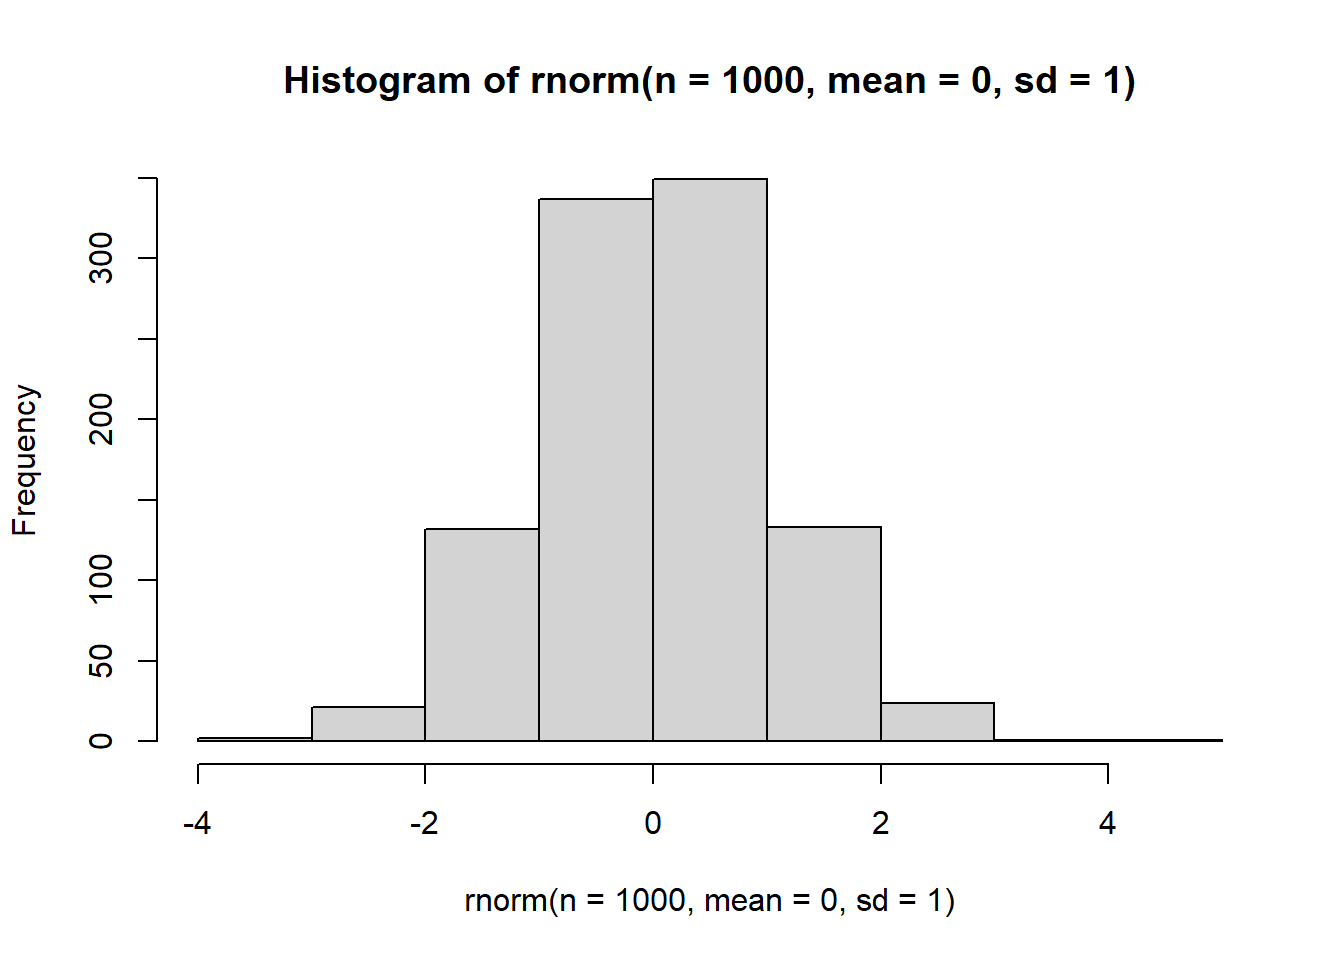 Histogram of rnorm(n = 1000, mean = 0, sd = 1)
Frequency
300
200
100
50
0
-4 -2 0 2 4
rnorm(n = 1000, mean = 0, sd = 1)